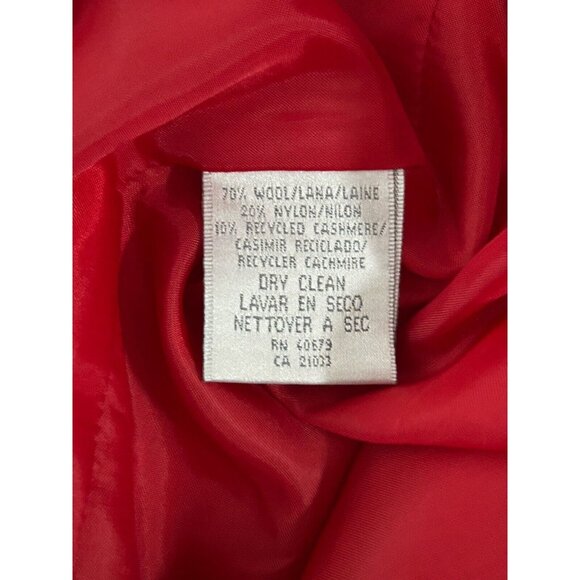 70% WOOL/LANA/LAINE
20% NYLON/NILON
10% RECYCLED CASHMERE/
CASIMIR RECICLADO/
RECYCLER CACHMIRE
DRY CLEAN
LAVAR EN SECO
NETTOYER A SEC
RN 40679
CA 21033